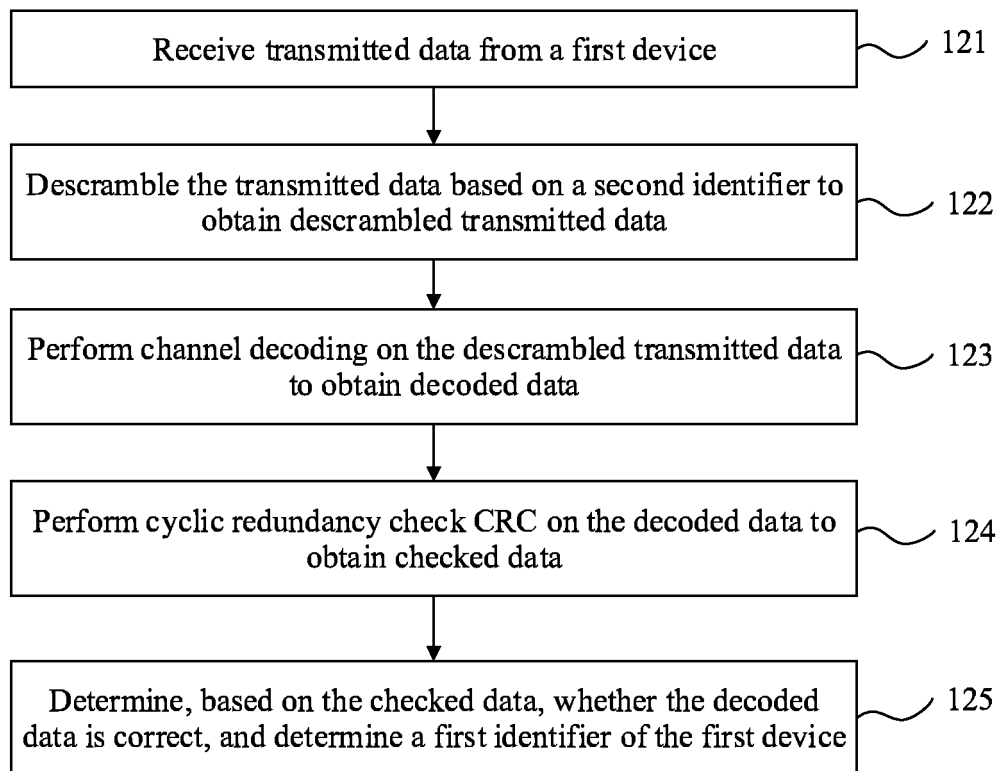 Receive transmitted data from a first device
121
Descramble the transmitted data based on a second identifier to
obtain descrambled transmitted data
122
Perform channel decoding on the descrambled transmitted data
to obtain decoded data
123
Perform cyclic redundancy check CRC on the decoded data to
obtain checked data
124
Determine, based on the checked data, whether the decoded
data is correct, and determine a first identifier of the first device
125